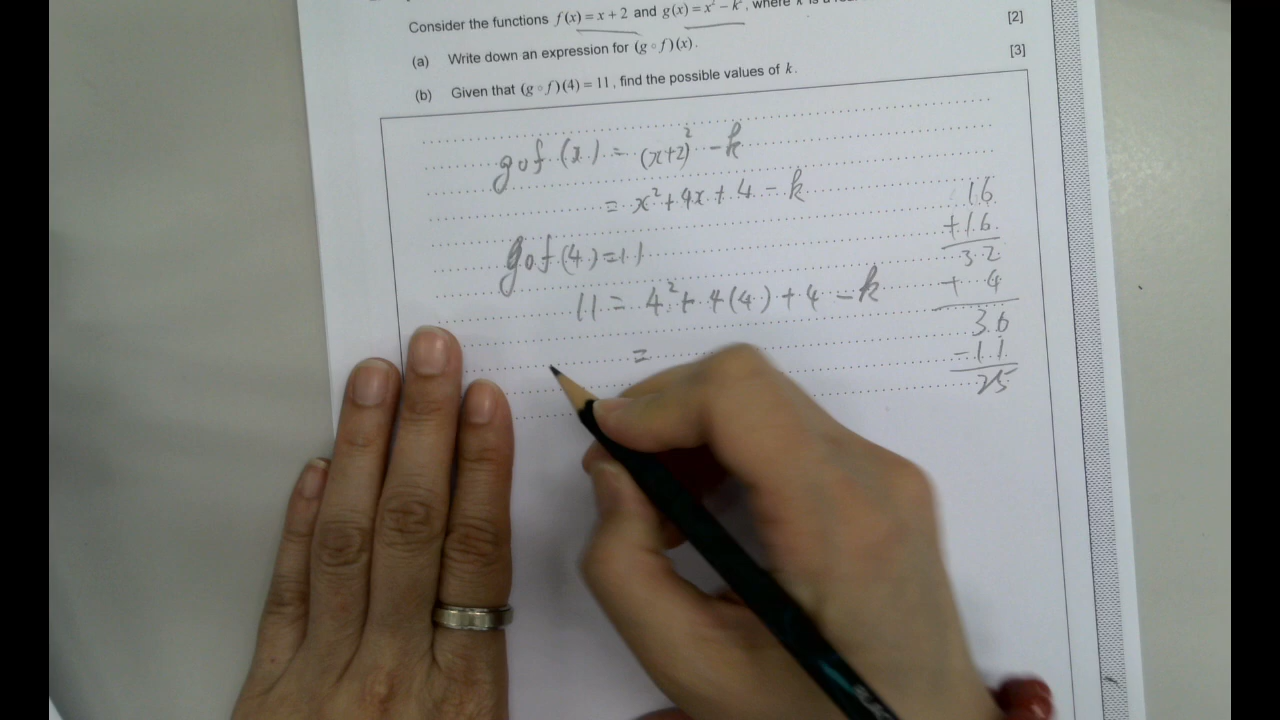 Consider the functions f(x) = x + 2 and g(x) = x² − k², where k is a
[2]
(a) Write down an expression for (g ∘ f)(x).
[3]
(b) Given that (g ∘ f)(4) = 11, find the possible values of k.
gof(x) = (x+2)² − k
= x² + 4x + 4 − k
gof(4) = 11
11 = 4² + 4(4) + 4 − k
=
16
+16
32
+ 4
36
−11
25